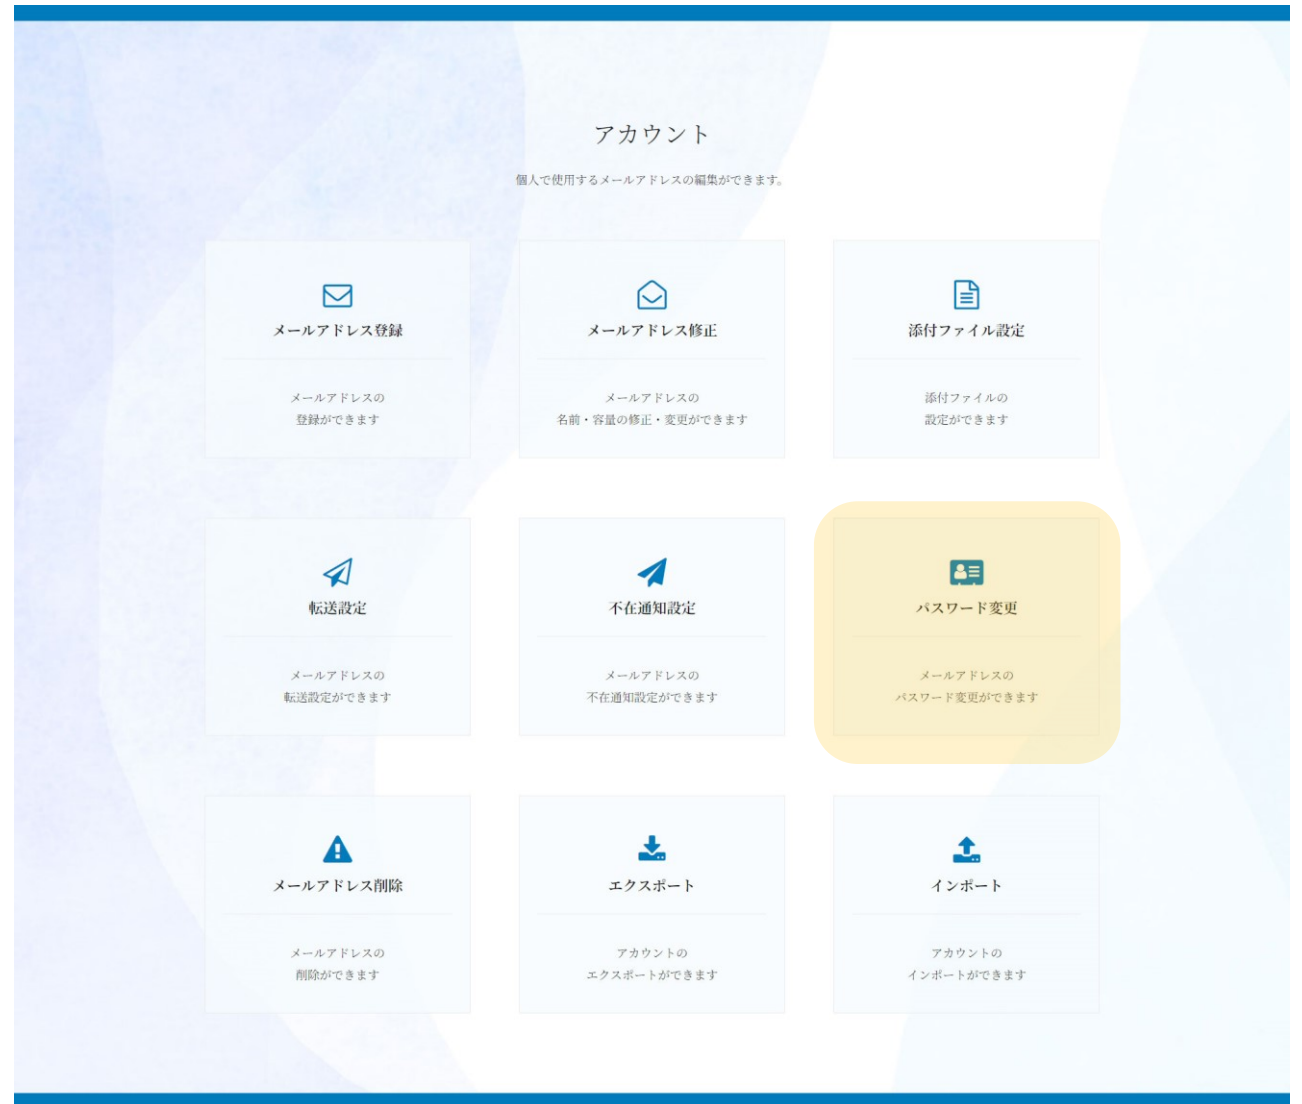 アカウント
個人で使用するメールアドレスの編集ができます。
メールアドレス登録
メールアドレスの
登録ができます
メールアドレス修正
メールアドレスの
名前・容量の修正・変更ができます
添付ファイル設定
添付ファイルの
設定ができます
転送設定
メールアドレスの
転送設定ができます
不在通知設定
メールアドレスの
不在通知設定ができます
パスワード変更
メールアドレスの
パスワード変更ができます
メールアドレス削除
メールアドレスの
削除ができます
エクスポート
アカウントの
エクスポートができます
インポート
アカウントの
インポートができます